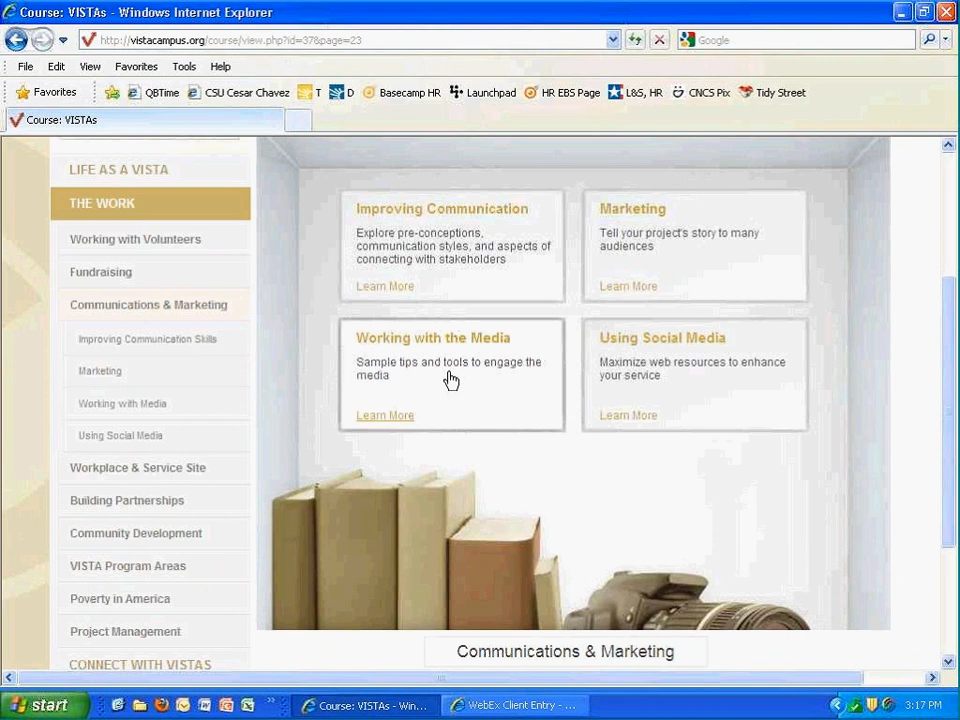 Course: VISTAs - Windows Internet Explorer
http://vistacampus.org/course/view.php?id=37&page=23
Google
File Edit View Favorites Tools Help
Favorites QBTime CSU Cesar Chavez T D Basecamp HR Launchpad HR EBS Page L&S, HR CNCS Pix Tidy Street
Course: VISTAs
LIFE AS A VISTA
THE WORK
Working with Volunteers
Fundraising
Communications & Marketing
Improving Communication Skills
Marketing
Working with Media
Using Social Media
Workplace & Service Site
Building Partnerships
Community Development
VISTA Program Areas
Poverty in America
Project Management
CONNECT WITH VISTAS
Improving Communication
Explore pre-conceptions,
communication styles, and aspects of
connecting with stakeholders
Learn More
Marketing
Tell your project's story to many
audiences
Learn More
Working with the Media
Sample tips and tools to engage the
media
Learn More
Using Social Media
Maximize web resources to enhance
your service
Learn More
Communications & Marketing
start
Course: VISTAs - Win...
WebEx Client Entry - ...
3:17 PM